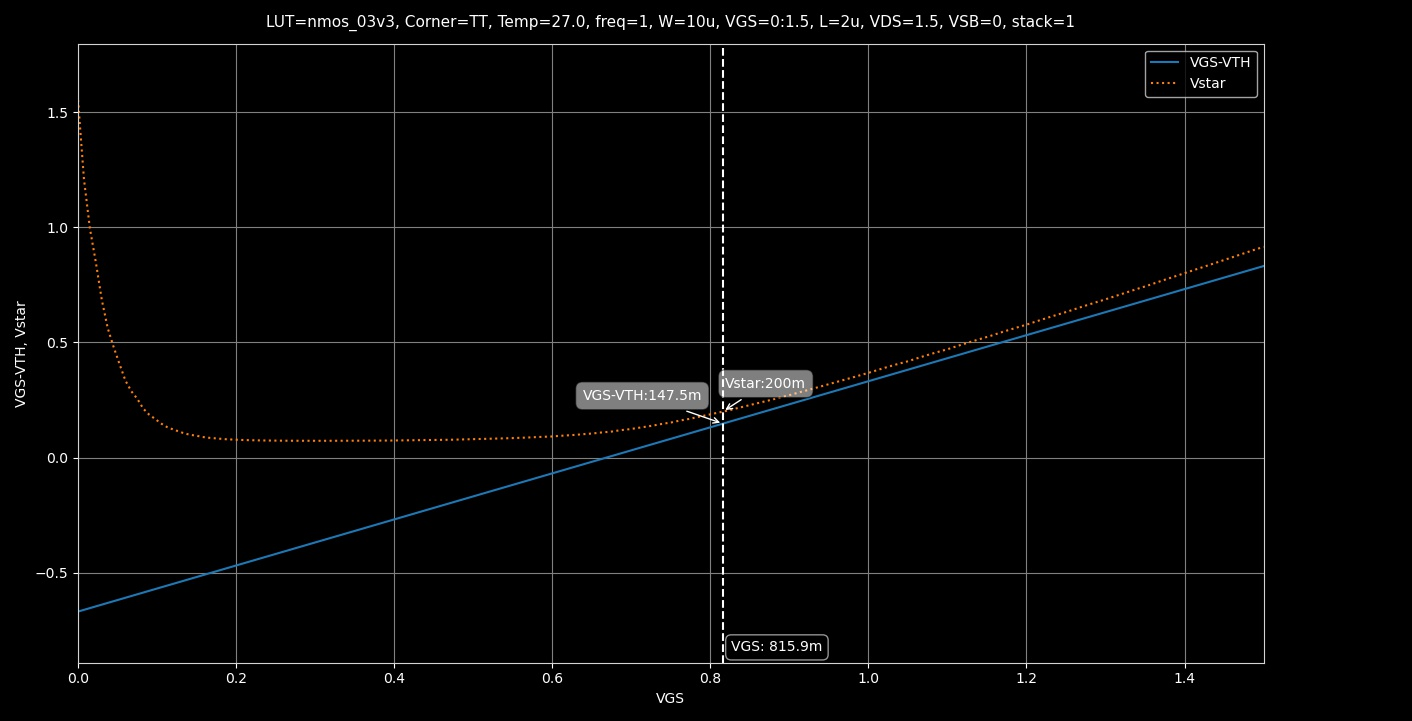 LUT=nmos_03v3, Corner=TT, Temp=27.0, freq=1, W=10u, VGS=0:1.5, L=2u, VDS=1.5, VSB=0, stack=1
VGS-VTH
Vstar
1.5
1.0
0.5
0.0
−0.5
VGS-VTH, Vstar
VGS-VTH:147.5m
Vstar:200m
VGS: 815.9m
0.0
0.2
0.4
0.6
0.8
1.0
1.2
1.4
VGS